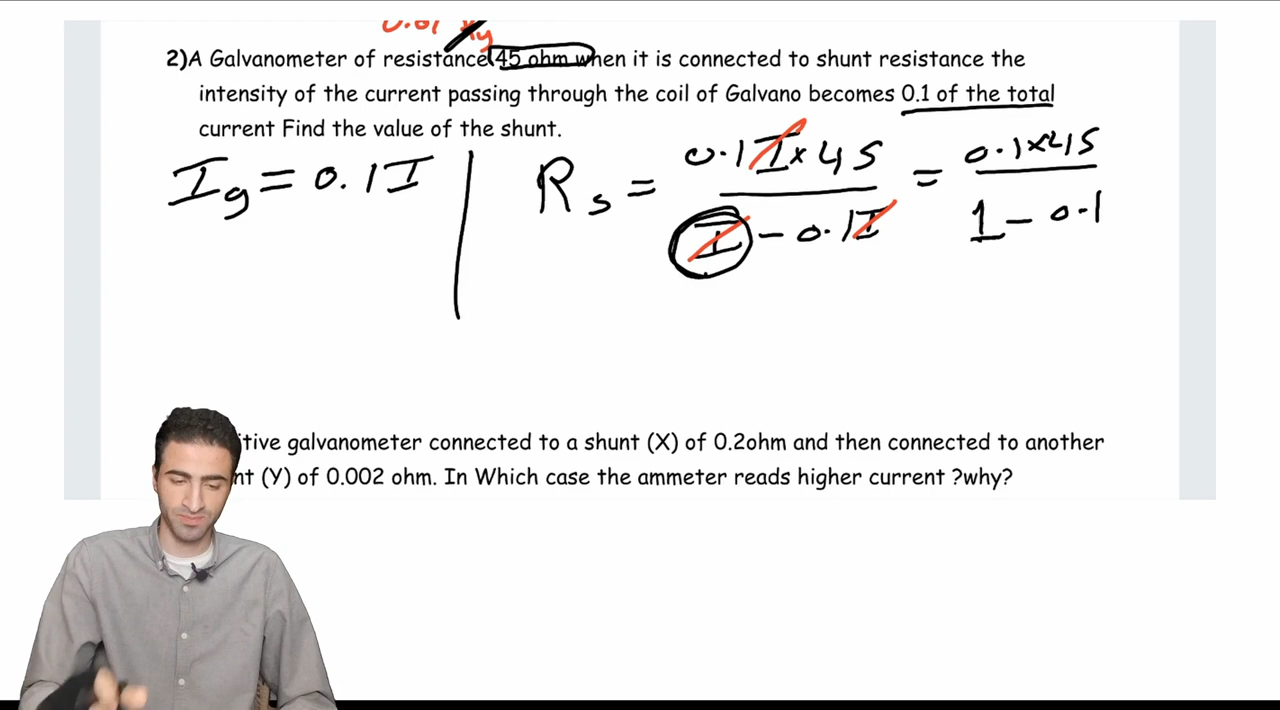 2)A Galvanometer of resistance 45 ohm when it is connected to shunt resistance the
intensity of the current passing through the coil of Galvano becomes 0.1 of the total
current Find the value of the shunt.
Ig = 0.1I
Rs = 0.1I × 45 / I - 0.1I = 0.1×45 / 1 - 0.1
itive galvanometer connected to a shunt (X) of 0.2ohm and then connected to another
nt (Y) of 0.002 ohm. In Which case the ammeter reads higher current ?why?